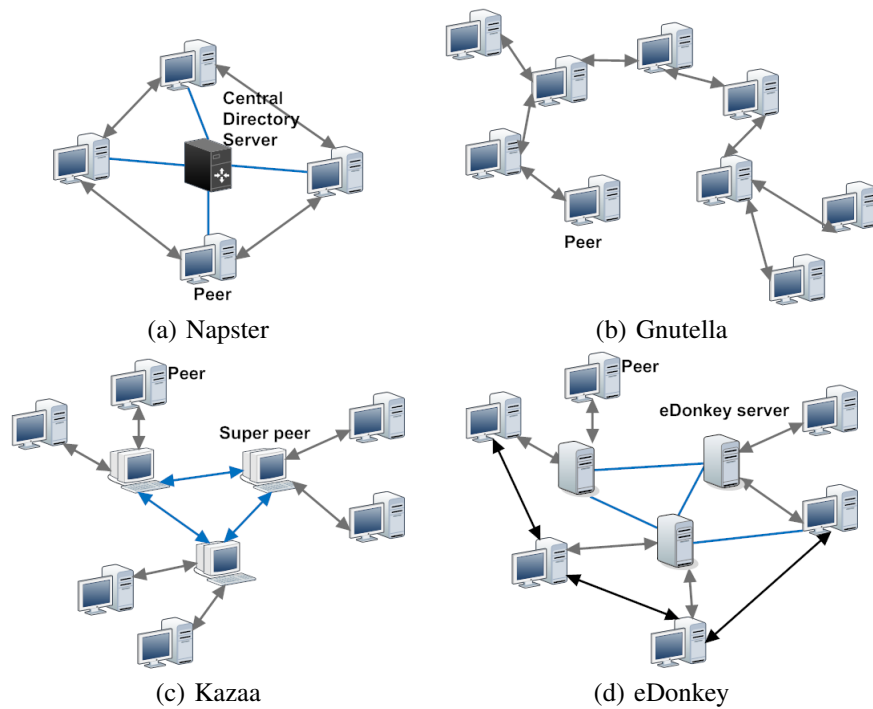 Central
Directory
Server
Peer
(a) Napster
Peer
(b) Gnutella
Peer
Super peer
(c) Kazaa
Peer
eDonkey server
(d) eDonkey